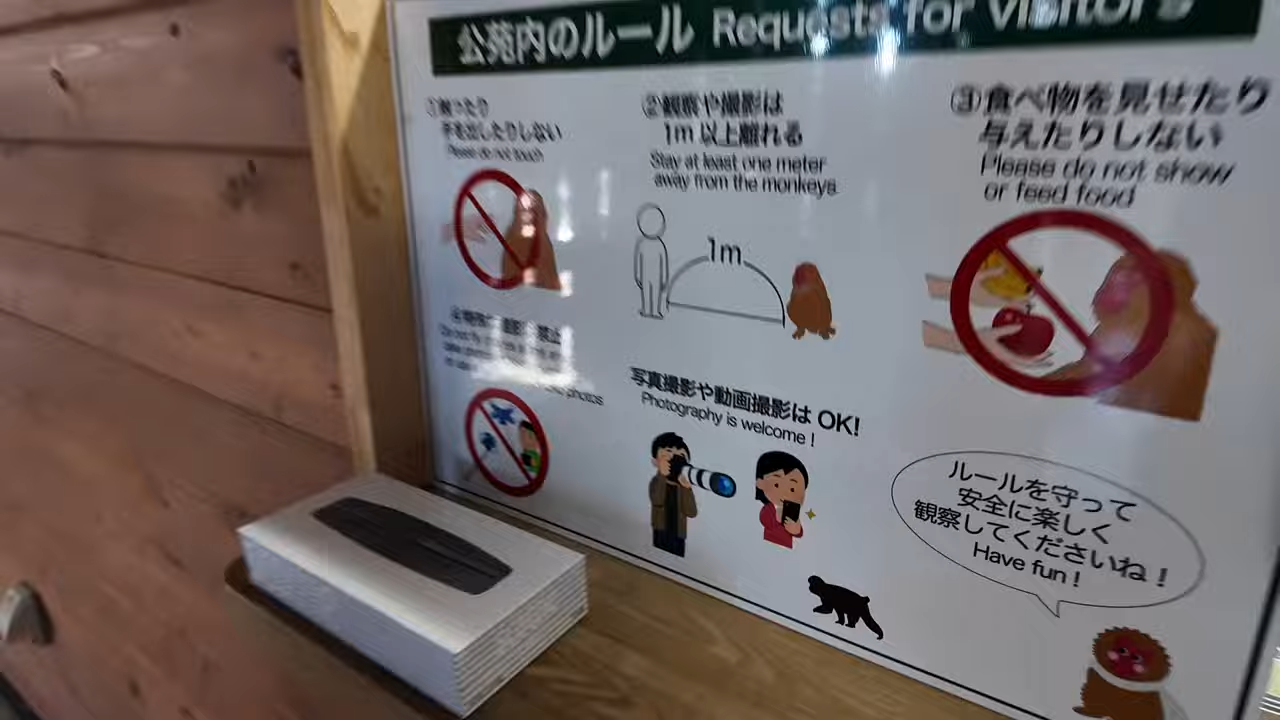 公苑内のルール Requests for Visitors
①触ったり
手を出したりしない
Please do not touch
②観察や撮影は
1m 以上離れる
Stay at least one meter
away from the monkeys
1m
③食べ物を見せたり
与えたりしない
Please do not show
or feed food
photos
写真撮影や動画撮影は OK!
Photography is welcome !
ルールを守って
安全に楽しく
観察してくださいね！
Have fun !